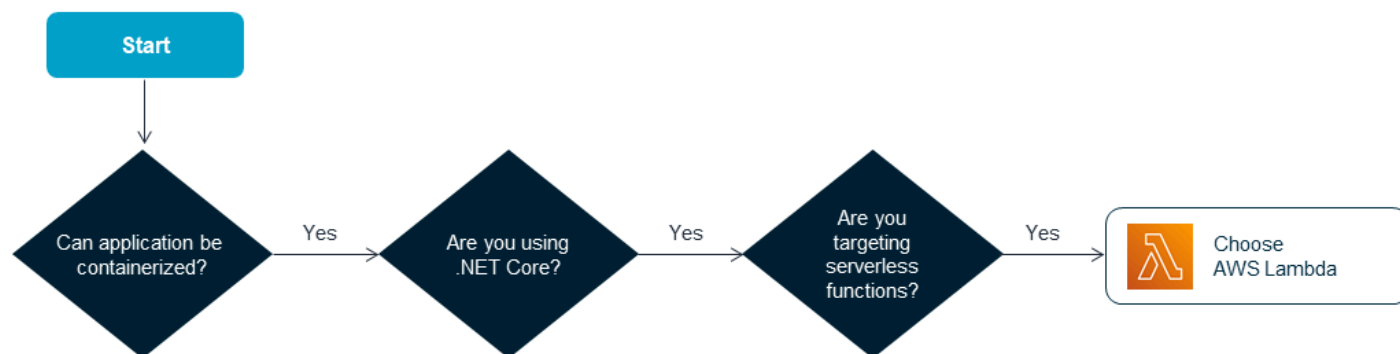 Start
Can application be
containerized?
Yes
Are you using
.NET Core?
Yes
Are you
targeting
serverless
functions?
Yes
Choose
AWS Lambda